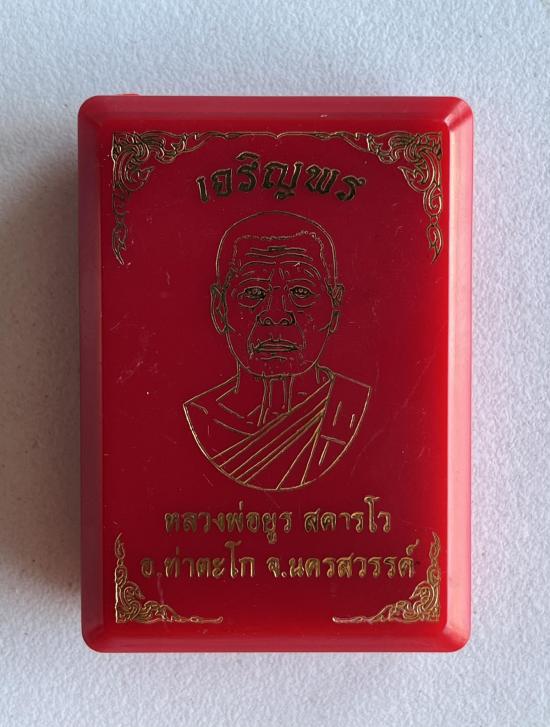 เจริญพร
หลวงพ่อยูร สคารโว
อ.ท่าตะโก จ.นครสวรรค์